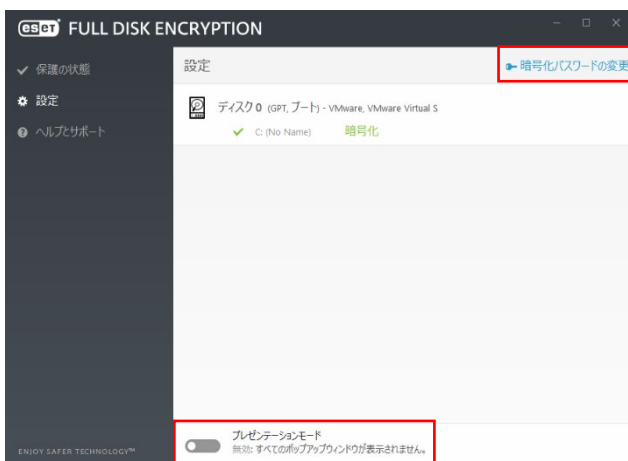 eset FULL DISK ENCRYPTION
保護の状態
設定
ヘルプとサポート
設定
暗号化パスワードの変更
ディスク 0 (GPT, ブート) - VMware, VMware Virtual S
C: (No Name) 暗号化
プレゼンテーションモード
無効: すべてのポップアップウィンドウが表示されません。
ENJOY SAFER TECHNOLOGY™